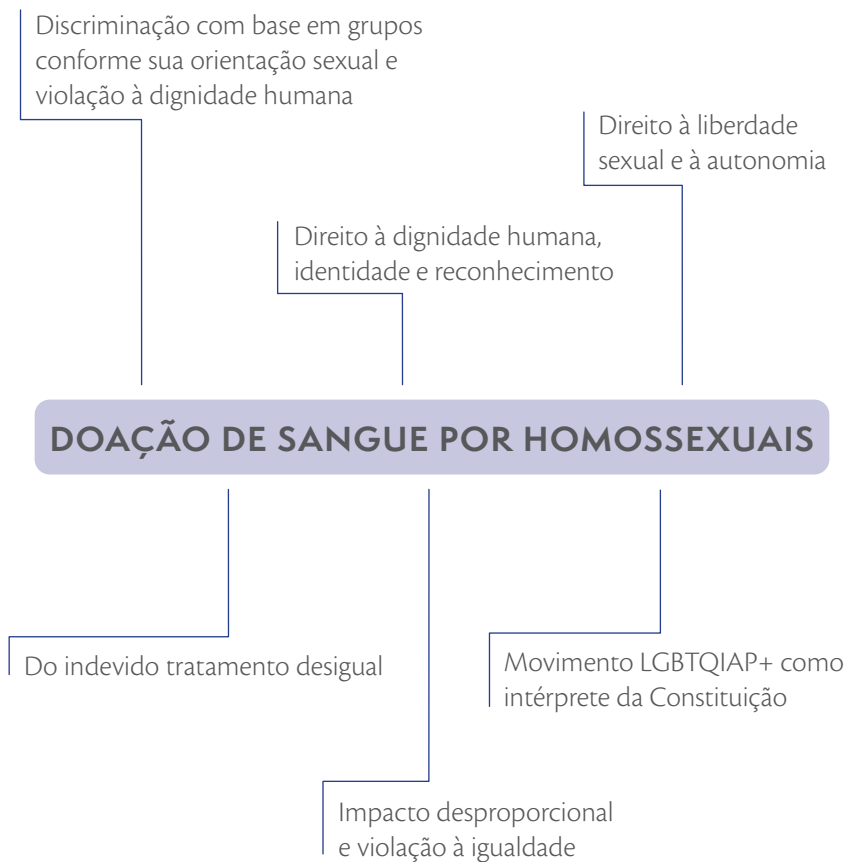 Discriminação com base em grupos
conforme sua orientação sexual e
violação à dignidade humana
Direito à liberdade
sexual e à autonomia
Direito à dignidade humana,
identidade e reconhecimento
DOAÇÃO DE SANGUE POR HOMOSSEXUAIS
Do indevido tratamento desigual
Movimento LGBTQIAP+ como
intérprete da Constituição
Impacto desproporcional
e violação à igualdade